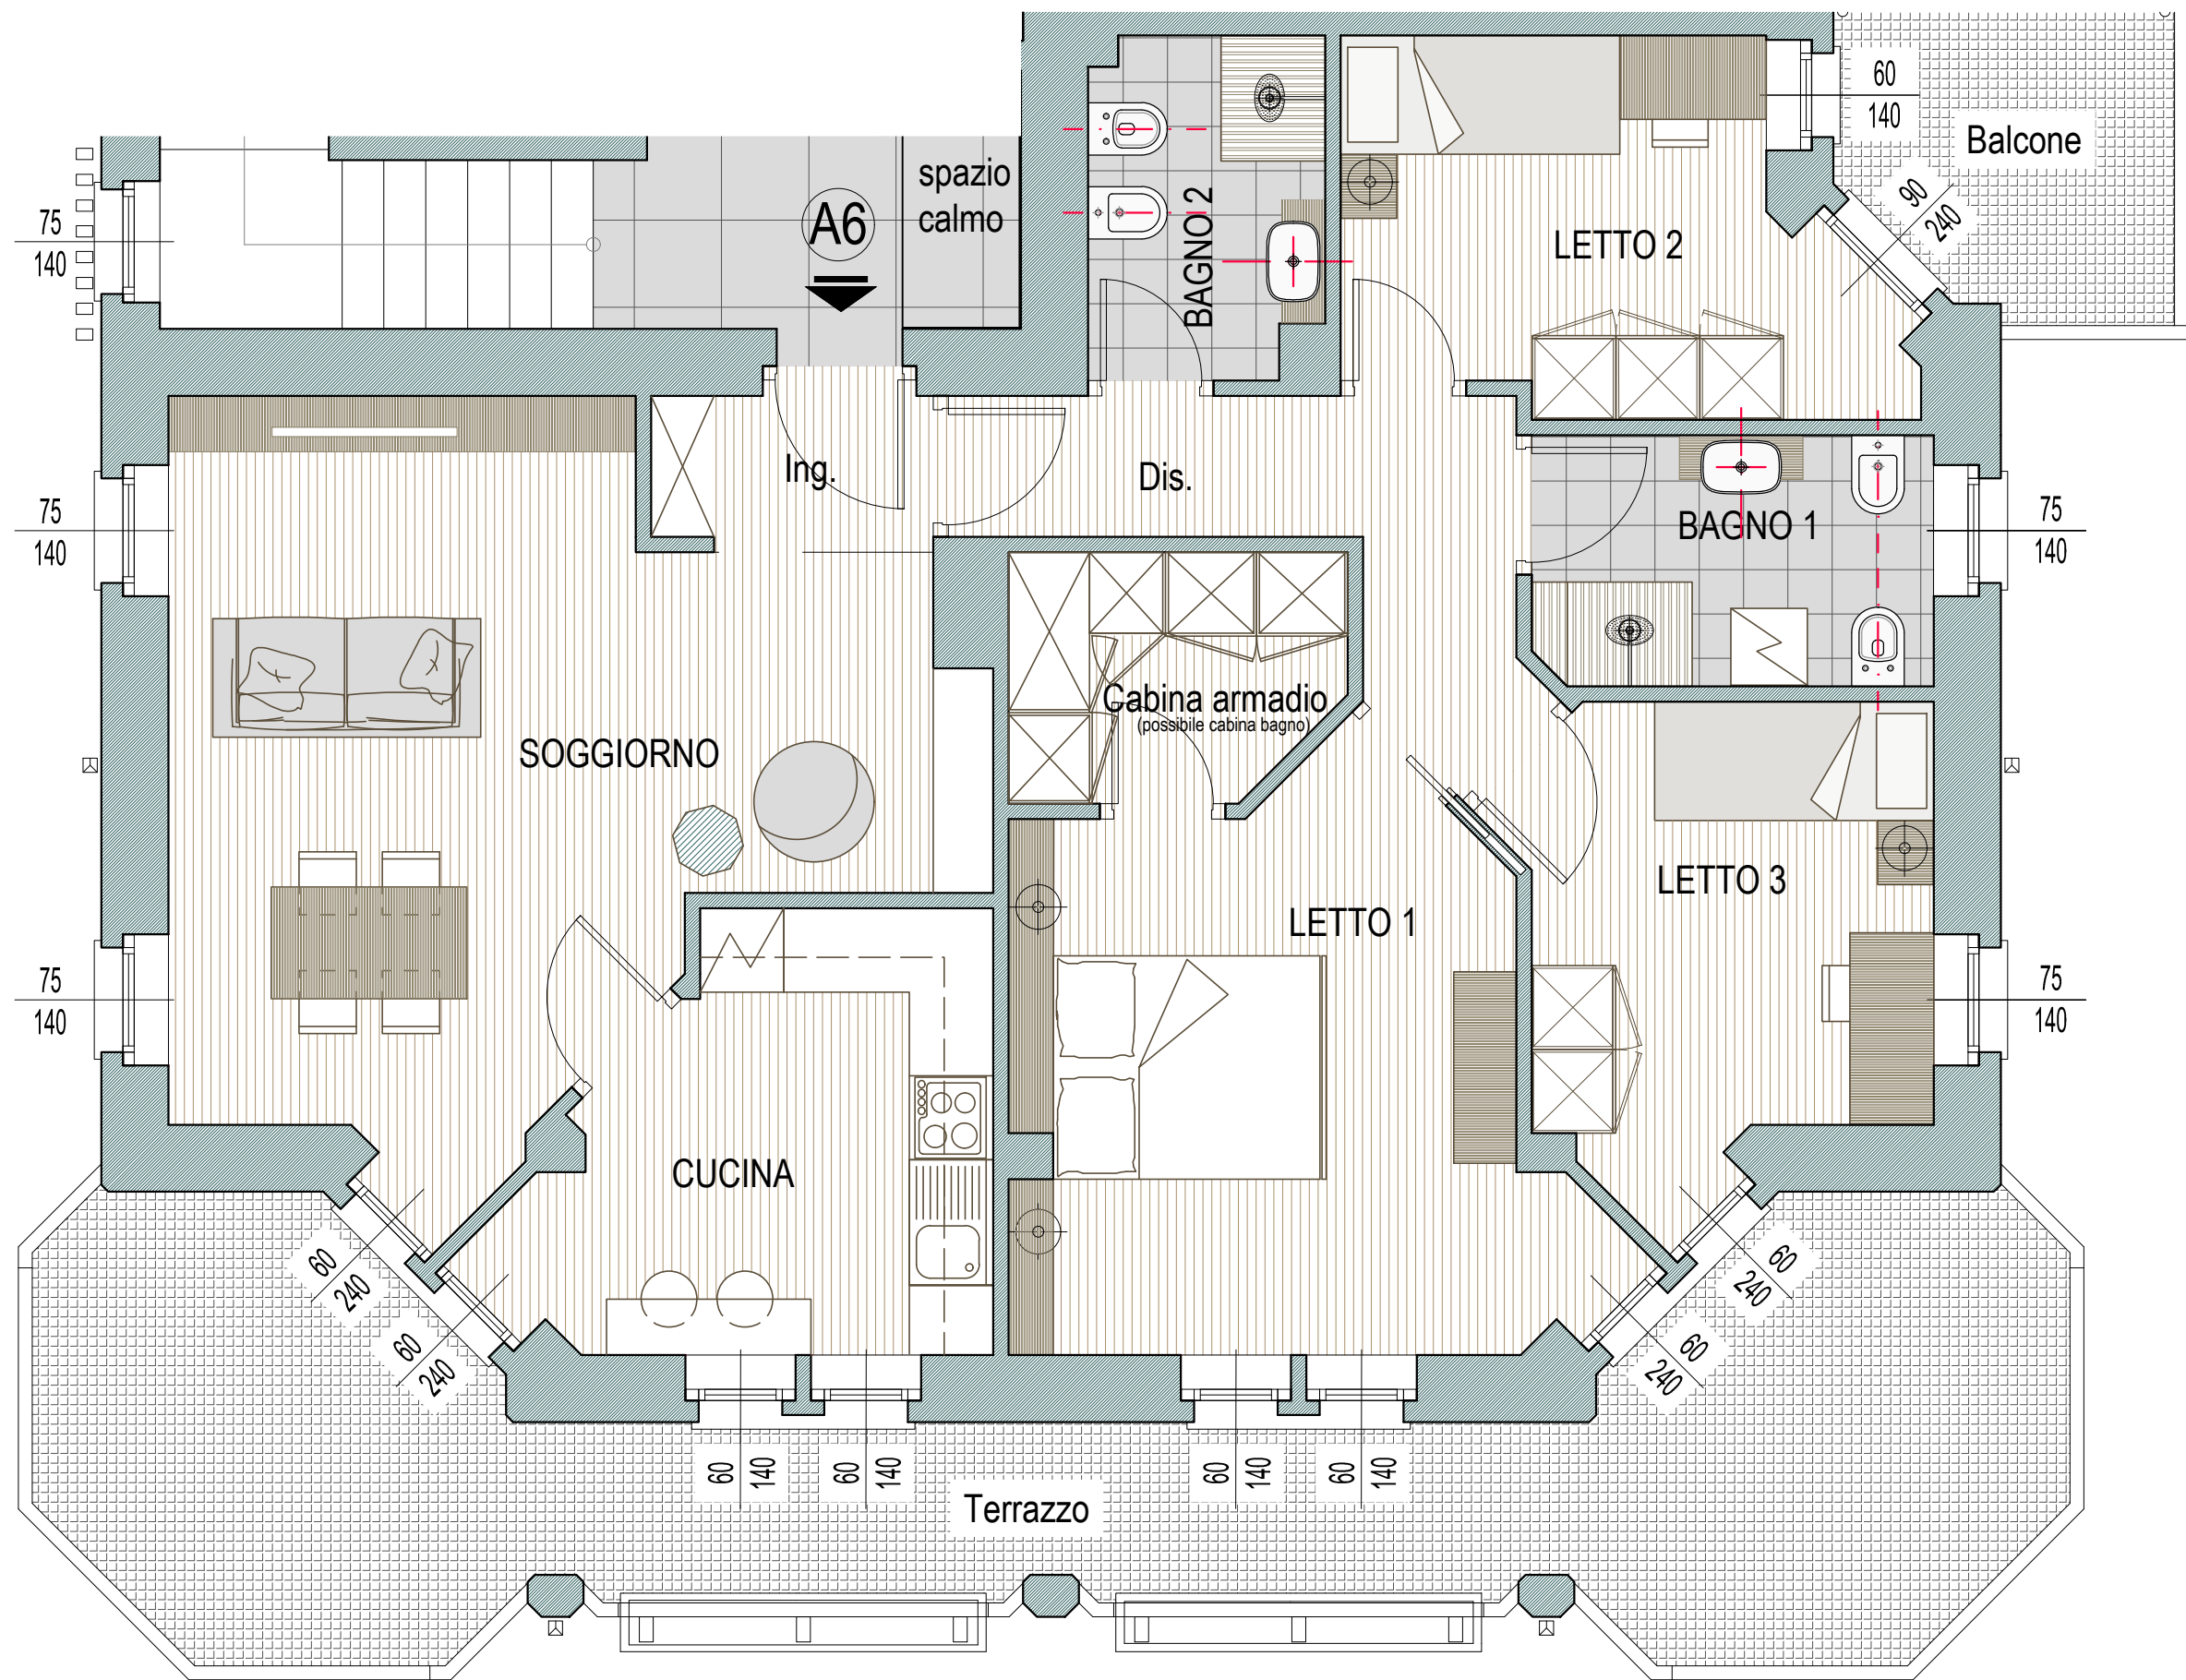 60
140
Balcone
spazio
calmo
A6
BAGNO 2
LETTO 2
90
240
75
140
Ing.
Dis.
75
140
BAGNO 1
75
140
Cabina armadio
(possibile cabina bagno)
SOGGIORNO
LETTO 3
LETTO 1
75
140
75
140
CUCINA
60
240
60
240
60
240
60
240
60
140
60
140
60
140
60
140
Terrazzo